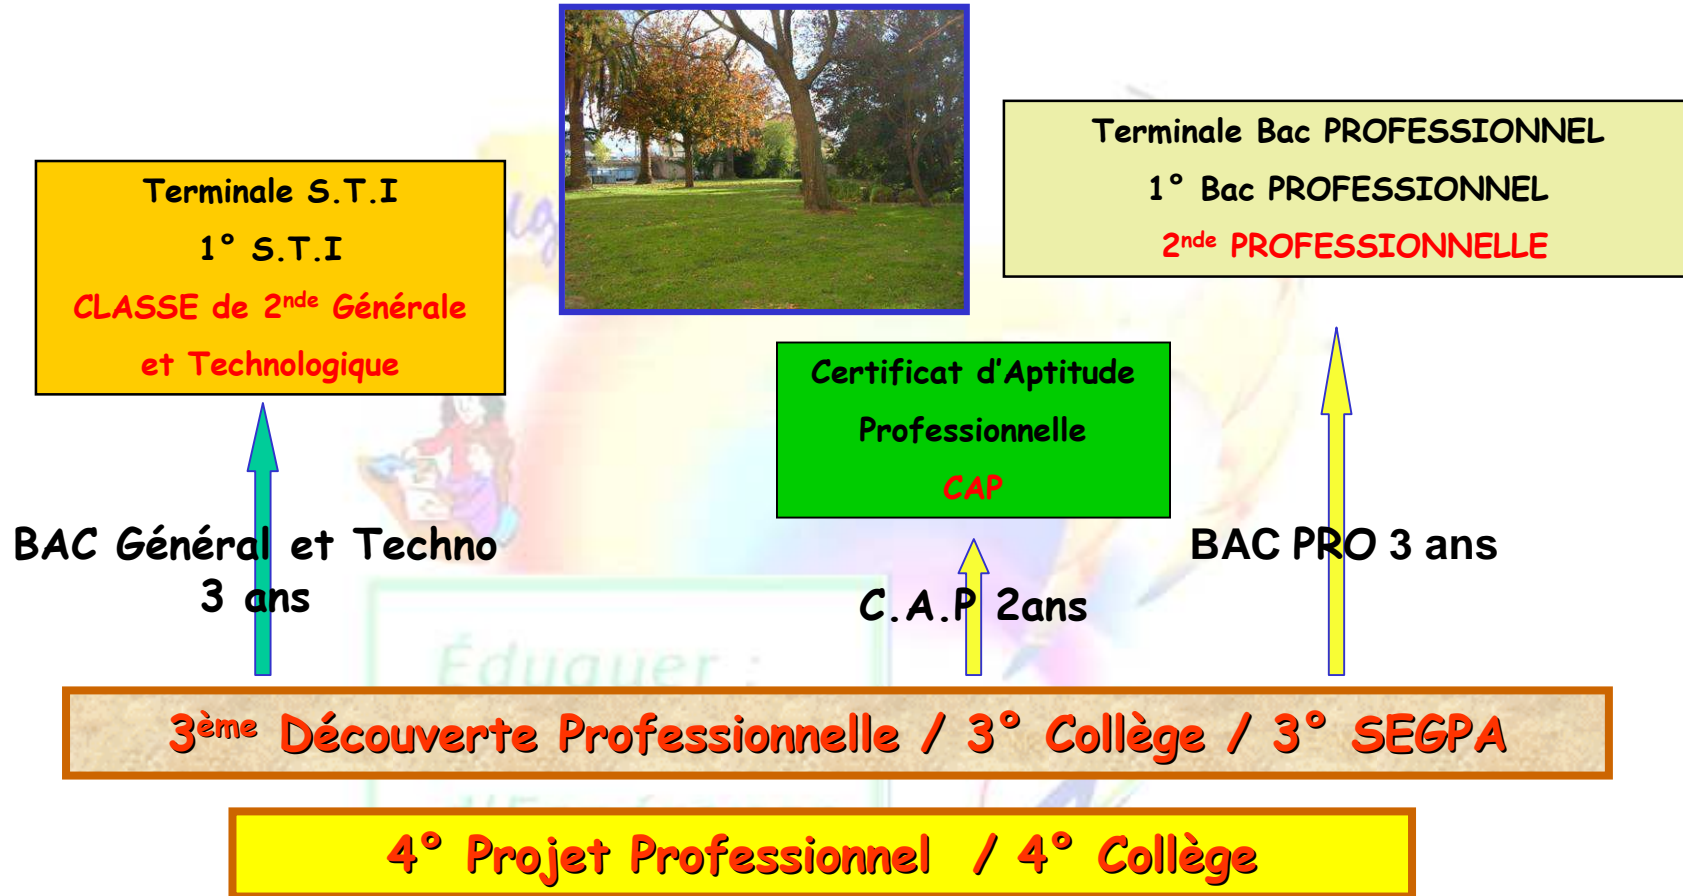 Terminale S.T.I
1° S.T.I
CLASSE de 2nde Générale
et Technologique
Terminale Bac PROFESSIONNEL
1° Bac PROFESSIONNEL
2nde PROFESSIONNELLE
Certificat d'Aptitude
Professionnelle
CAP
BAC Général et Techno
3 ans
C.A.P 2ans
BAC PRO 3 ans
Éduquer :
3ème Découverte Professionnelle / 3° Collège / 3° SEGPA
4° Projet Professionnel / 4° Collège